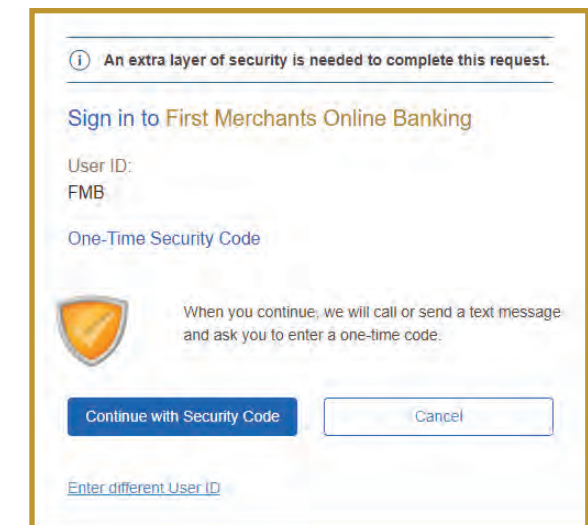 An extra layer of security is needed to complete this request.
Sign in to First Merchants Online Banking
User ID:
FMB
One-Time Security Code
When you continue, we will call or send a text message
and ask you to enter a one-time code.
Continue with Security Code
Cancel
Enter different User ID